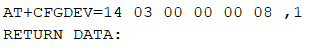 AT+CFGDEV=14 03 00 00 00 08 ,1
RETURN DATA: